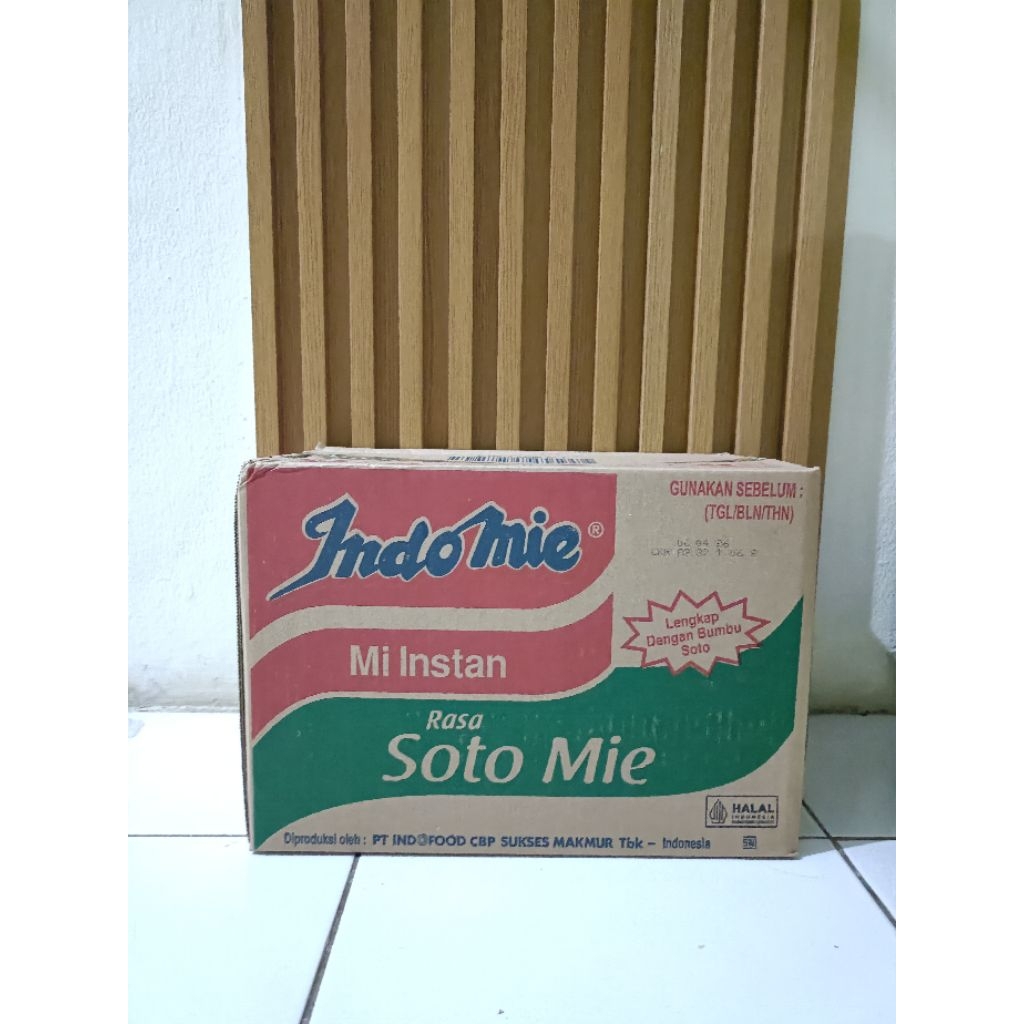 Indomie®
GUNAKAN SEBELUM :
(TGL/BLN/THN)
Lengkap
Dengan Bumbu
Soto
Mi Instan
Rasa
Soto Mie
HALAL
INDONESIA
Diproduksi oleh : PT INDOFOOD CBP SUKSES MAKMUR Tbk – Indonesia